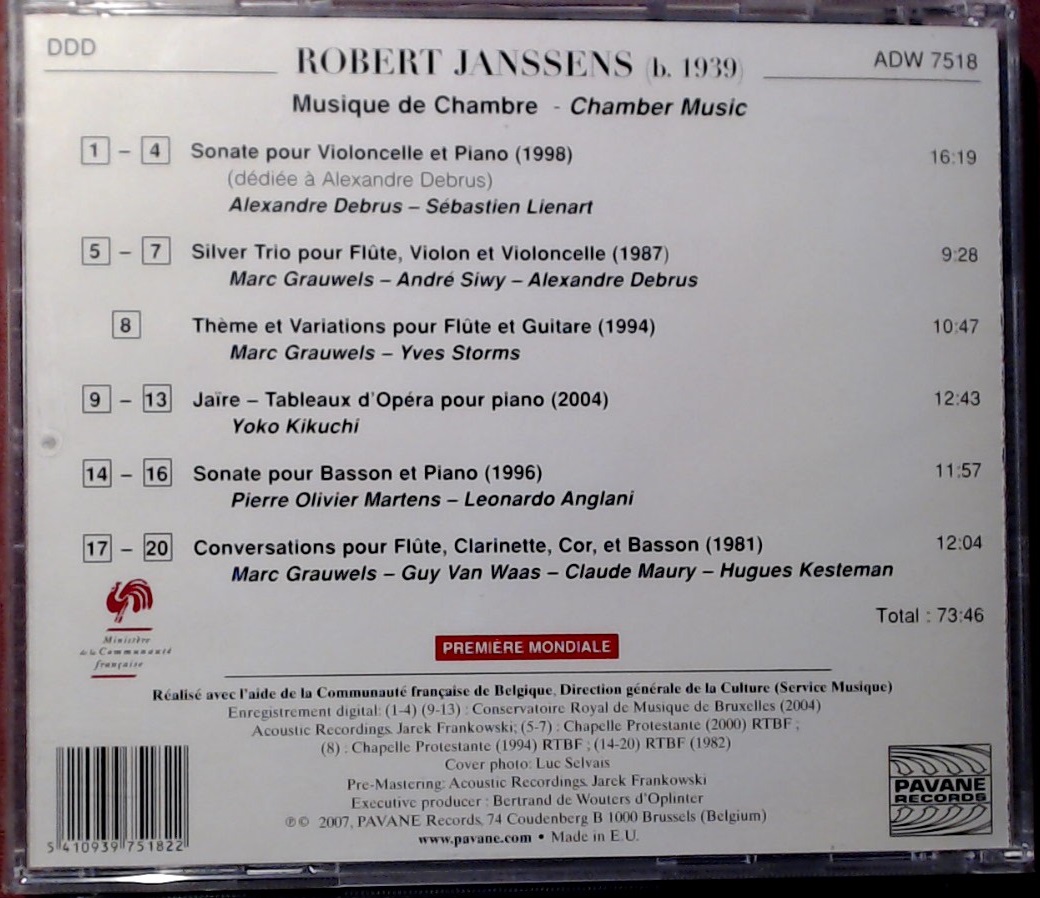 DDD
ROBERT JANSSENS (b. 1939)
ADW 7518
Musique de Chambre - Chamber Music
1 – 4 Sonate pour Violoncelle et Piano (1998) 16:19
(dédiée à Alexandre Debrus)
Alexandre Debrus – Sébastien Lienart
5 – 7 Silver Trio pour Flûte, Violon et Violoncelle (1987) 9:28
Marc Grauwels – André Siwy – Alexandre Debrus
8 Thème et Variations pour Flûte et Guitare (1994) 10:47
Marc Grauwels – Yves Storms
9 – 13 Jaïre – Tableaux d'Opéra pour piano (2004) 12:43
Yoko Kikuchi
14 – 16 Sonate pour Basson et Piano (1996) 11:57
Pierre Olivier Martens – Leonardo Anglani
17 – 20 Conversations pour Flûte, Clarinette, Cor, et Basson (1981) 12:04
Marc Grauwels – Guy Van Waas – Claude Maury – Hugues Kesteman
Total : 73:46
Ministère
de la Communauté
française
PREMIÈRE MONDIALE
Réalisé avec l'aide de la Communauté française de Belgique, Direction générale de la Culture (Service Musique)
Enregistrement digital: (1-4) (9-13) : Conservatoire Royal de Musique de Bruxelles (2004)
Acoustic Recordings Jarek Frankowski; (5-7) : Chapelle Protestante (2000) RTBF ;
(8) : Chapelle Protestante (1994) RTBF ; (14-20) RTBF (1982)
Cover photo: Luc Selvais
Pre-Mastering: Acoustic Recordings Jarek Frankowski
Executive producer : Bertrand de Wouters d'Oplinter
℗© 2007, PAVANE Records, 74 Coudenberg B 1000 Brussels (Belgium)
www.pavane.com • Made in E.U.
5 410939 751822
PAVANE
RECORDS